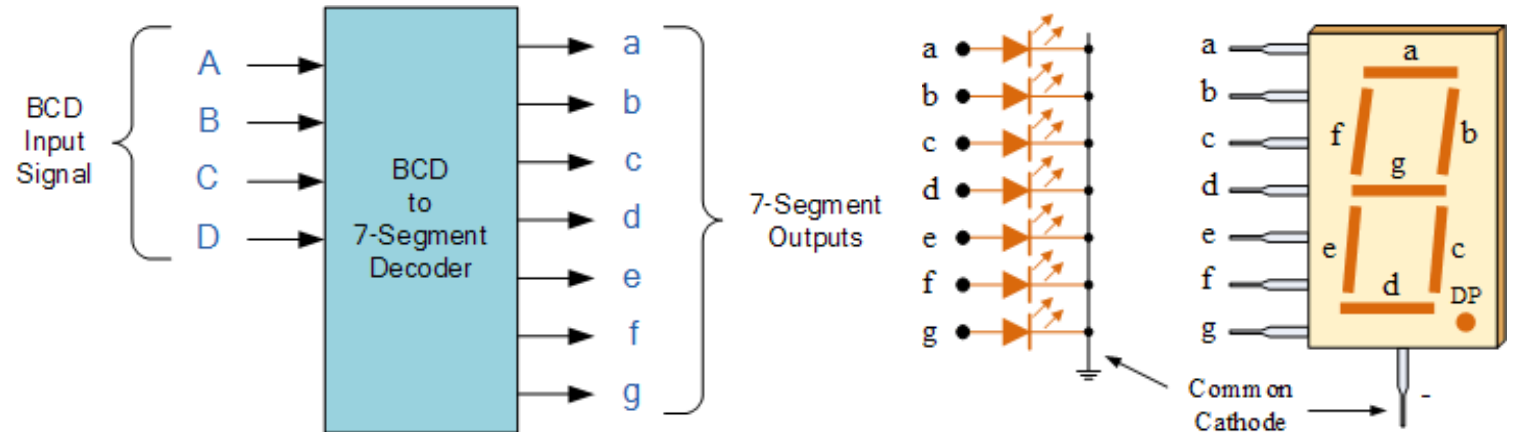 BCD
Input
Signal
A
B
C
D
BCD
to
7-Segment
Decoder
a
b
c
d
e
f
g
7-Segment
Outputs
a
b
c
d
e
f
g
Common
Cathode
a
b
c
d
e
f
g
a
f
b
g
e
c
d
DP
-